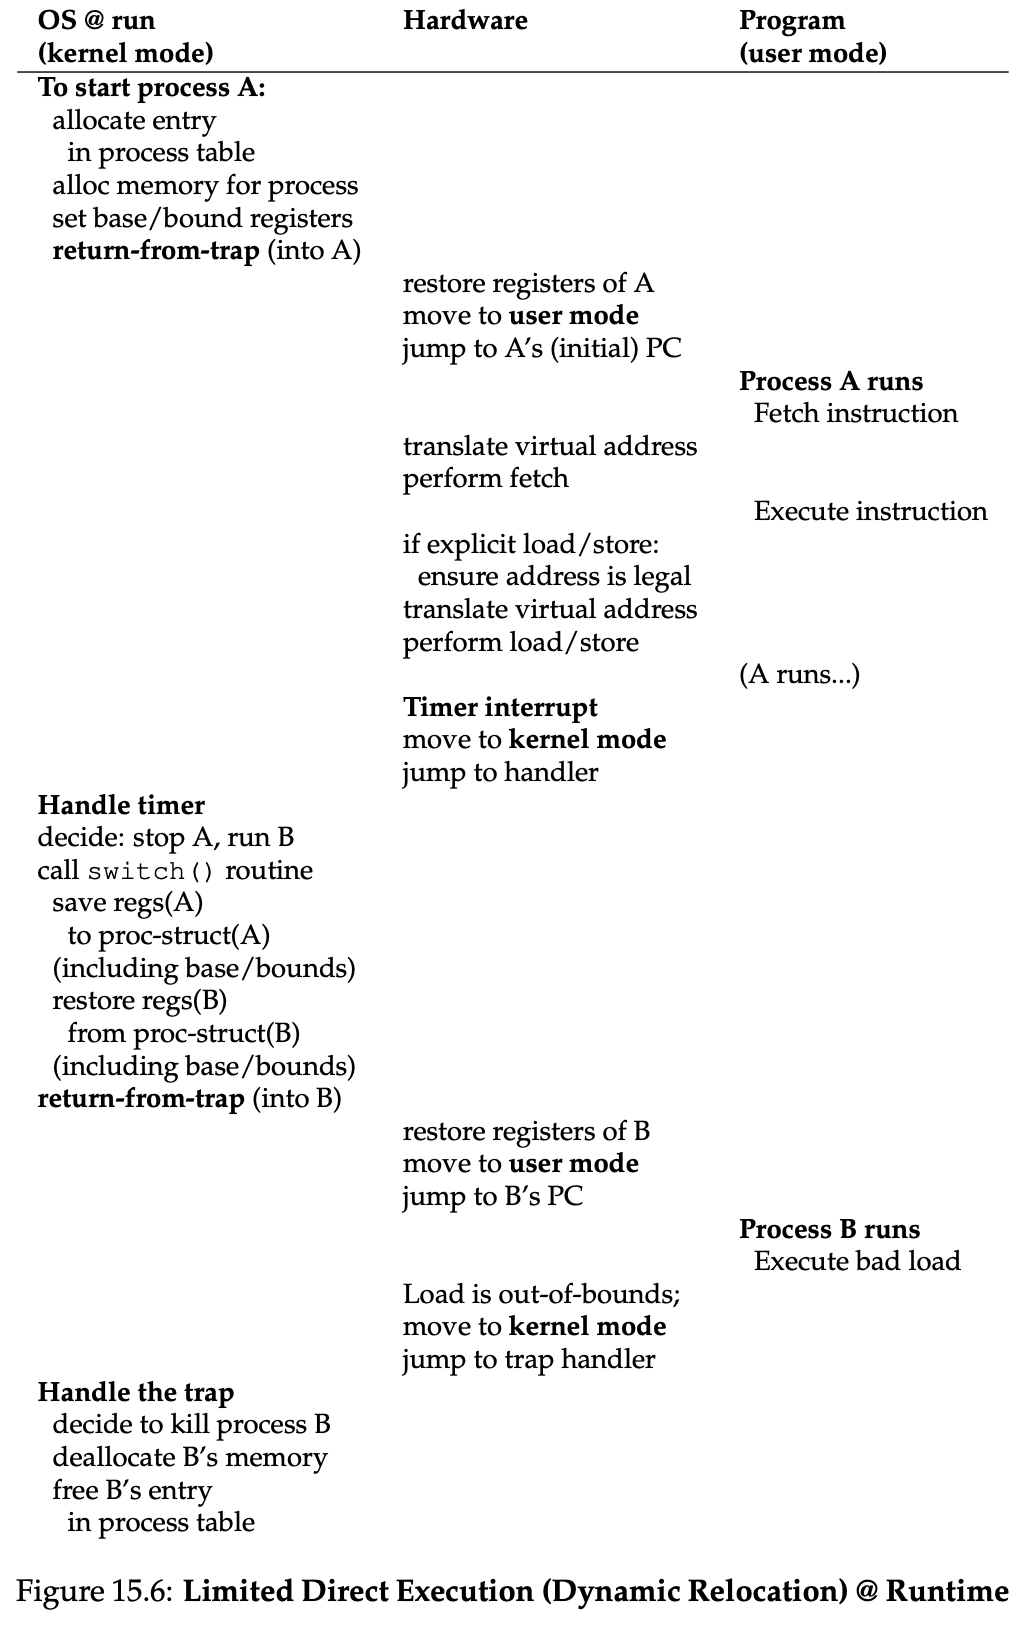 OS @ run Hardware Program
(kernel mode) (user mode)
To start process A:
allocate entry
in process table
alloc memory for process
set base/bound registers
return-from-trap (into A)
restore registers of A
move to user mode
jump to A’s (initial) PC
Process A runs
Fetch instruction
translate virtual address
perform fetch
Execute instruction
if explicit load/store:
ensure address is legal
translate virtual address
perform load/store
(A runs...)
Timer interrupt
move to kernel mode
jump to handler
Handle timer
decide: stop A, run B
call switch() routine
save regs(A)
to proc-struct(A)
(including base/bounds)
restore regs(B)
from proc-struct(B)
(including base/bounds)
return-from-trap (into B)
restore registers of B
move to user mode
jump to B’s PC
Process B runs
Execute bad load
Load is out-of-bounds;
move to kernel mode
jump to trap handler
Handle the trap
decide to kill process B
deallocate B’s memory
free B’s entry
in process table
Figure 15.6: Limited Direct Execution (Dynamic Relocation) @ Runtime